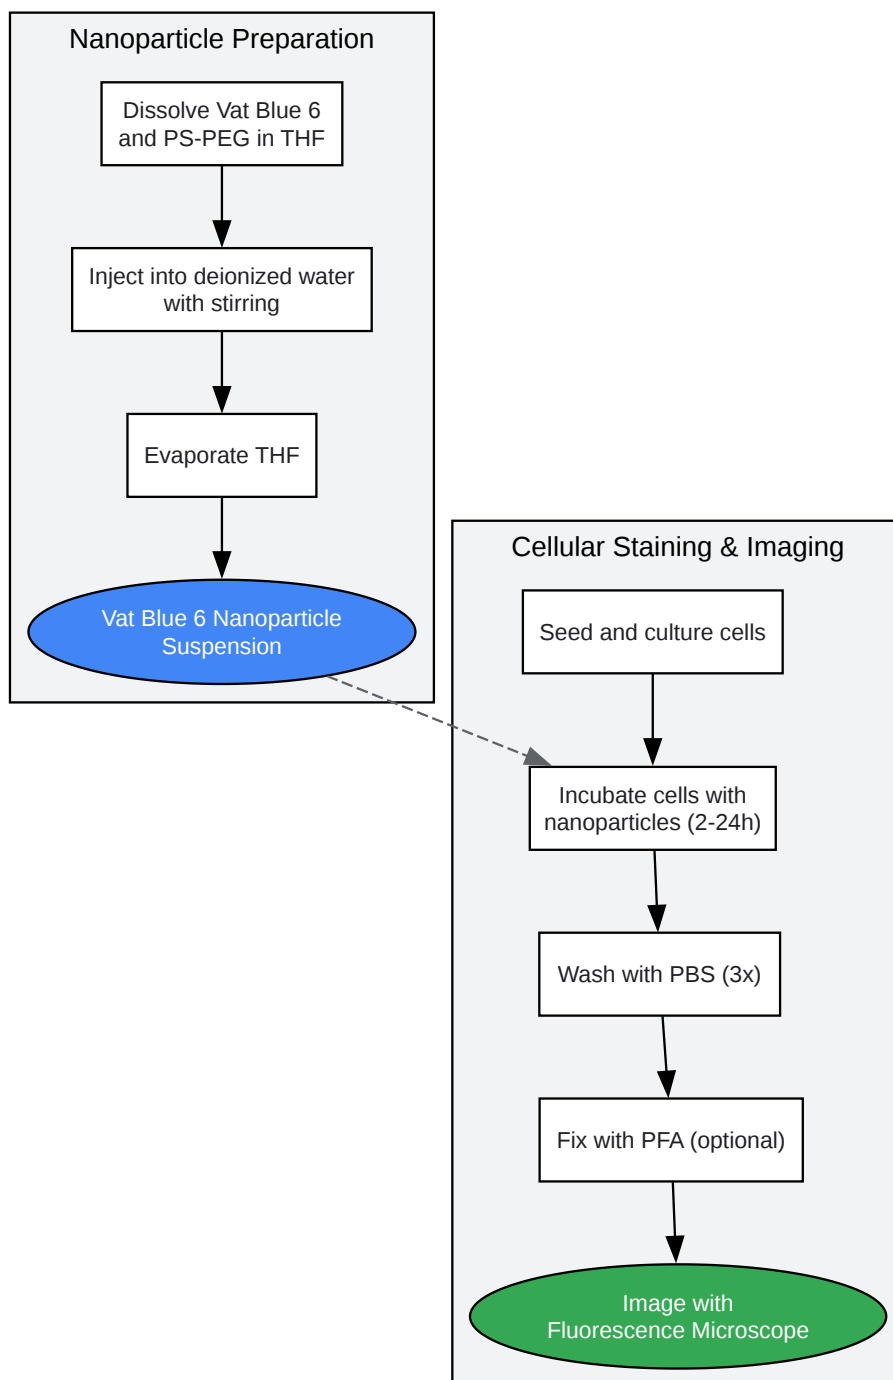 Nanoparticle Preparation
Dissolve Vat Blue 6
and PS-PEG in THF
Inject into deionized water
with stirring
Evaporate THF
Vat Blue 6 Nanoparticle
Suspension
Cellular Staining & Imaging
Seed and culture cells
Incubate cells with
nanoparticles (2-24h)
Wash with PBS (3x)
Fix with PFA (optional)
Image with
Fluorescence Microscope